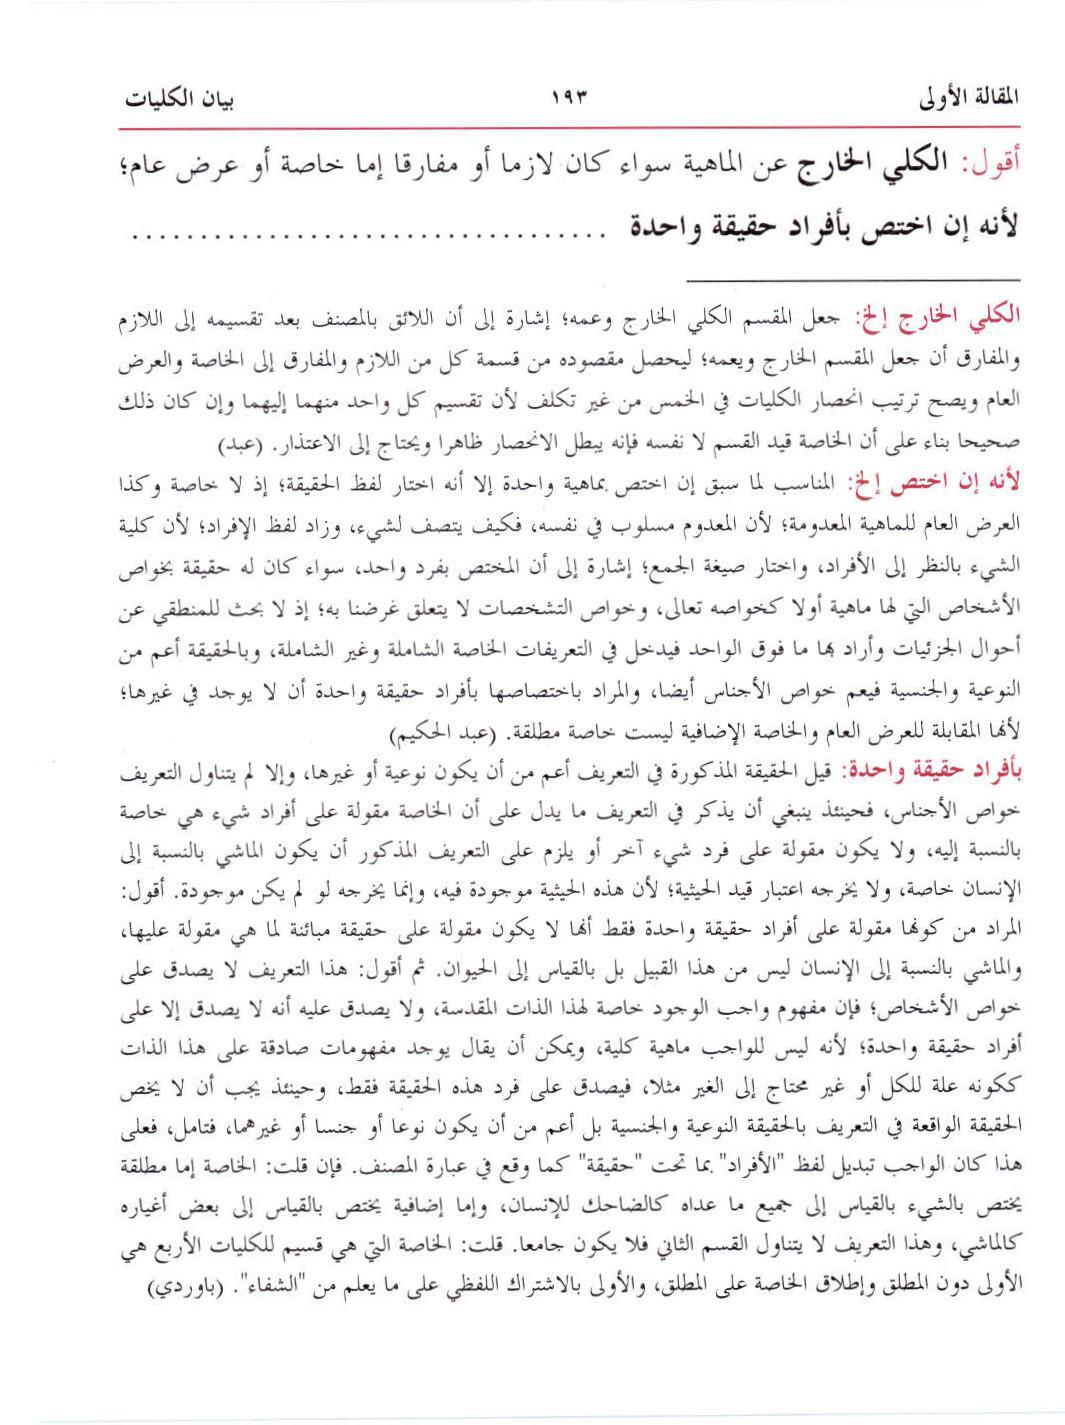 المقالة الأولى ١٩٣ بيان الكليات
أقول: الكلي الخارج عن الماهية سواء كان لازما أو مفارقا إما خاصة أو عرض عام؛
لأنه إن اختص بأفراد حقيقة واحدة ...................................
الكلي الخارج إلخ: جعل المقسم الكلي الخارج وعمه؛ إشارة إلى أن اللائق بالمصنف بعد تقسيمه إلى اللازم
والمفارق أن جعل المقسم الخارج ويعمه؛ ليحصل مقصوده من قسمة كل من اللازم والمفارق إلى الخاصة والعرض
العام ويصح ترتيب انحصار الكليات في الخمس من غير تكلف لأن تقسيم كل واحد منهما إليهما وإن كان ذلك
صحيحا بناء على أن الخاصة قيد القسم لا نفسه فإنه يبطل الانحصار ظاهرا ويحتاج إلى الاعتذار. (عبد)
لأنه إن اختص إلخ: المناسب لما سبق إن اختص بماهية واحدة إلا أنه اختار لفظ الحقيقة؛ إذ لا خاصة وكذا
العرض العام للماهية المعدومة؛ لأن المعدوم مسلوب في نفسه، فكيف يتصف لشيء، وزاد لفظ الإفراد؛ لأن كلية
الشيء بالنظر إلى الأفراد، واختار صيغة الجمع؛ إشارة إلى أن المختص بفرد واحد، سواء كان له حقيقة بخواص
الأشخاص التي لها ماهية أولا كخواصه تعالى، وخواص التشخصات لا يتعلق غرضنا به؛ إذ لا بحث للمنطقي عن
أحوال الجزئيات وأراد بها ما فوق الواحد فيدخل في التعريفات الخاصة الشاملة وغير الشاملة، وبالحقيقة أعم من
النوعية والجنسية فيعم خواص الأجناس أيضا، والمراد باختصاصها بأفراد حقيقة واحدة أن لا يوجد في غيرها؛
لأنها المقابلة للعرض العام والخاصة الإضافية ليست خاصة مطلقة. (عبد الحكيم)
بأفراد حقيقة واحدة: قيل الحقيقة المذكورة في التعريف أعم من أن يكون نوعية أو غيرها، وإلا لم يتناول التعريف
خواص الأجناس، فحينئذ ينبغي أن يذكر في التعريف ما يدل على أن الخاصة مقولة على أفراد شيء هي خاصة
بالنسبة إليه، ولا يكون مقولة على فرد شيء آخر أو يلزم على التعريف المذكور أن يكون الماشي بالنسبة إلى
الإنسان خاصة، ولا يخرجه اعتبار قيد الحيثية؛ لأن هذه الحيثية موجودة فيه، وإنما يخرجه لو لم يكن موجودة. أقول:
المراد من كونها مقولة على أفراد حقيقة واحدة فقط أنها لا يكون مقولة على حقيقة مبائنة لما هي مقولة عليها،
والماشي بالنسبة إلى الإنسان ليس من هذا القبيل بل بالقياس إلى الحيوان. ثم أقول: هذا التعريف لا يصدق على
خواص الأشخاص؛ فإن مفهوم واجب الوجود خاصة لهذا الذات المقدسة، ولا يصدق عليه أنه لا يصدق إلا على
أفراد حقيقة واحدة؛ لأنه ليس للواجب ماهية كلية، ويمكن أن يقال يوجد مفهومات صادقة على هذا الذات
ككونه علة للكل أو غير محتاج إلى الغير مثلا، فيصدق على فرد هذه الحقيقة فقط، وحينئذ يجب أن لا يخص
الحقيقة الواقعة في التعريف بالحقيقة النوعية والجنسية بل أعم من أن يكون نوعا أو جنسا أو غيرهما، فتامل، فعلى
هذا كان الواجب تبديل لفظ "الأفراد" بما تحت "حقيقة" كما وقع في عبارة المصنف. فإن قلت: الخاصة إما مطلقة
يختص بالشيء بالقياس إلى جميع ما عداه كالضاحك للإنسان، وإما إضافية يختص بالقياس إلى بعض أغياره
كالماشي، وهذا التعريف لا يتناول القسم الثاني فلا يكون جامعا. قلت: الخاصة التي هي قسيم للكليات الأربع هي
الأولى دون المطلق وإطلاق الخاصة على المطلق، والأولى بالاشتراك اللفظي على ما يعلم من "الشفاء". (باوردي)